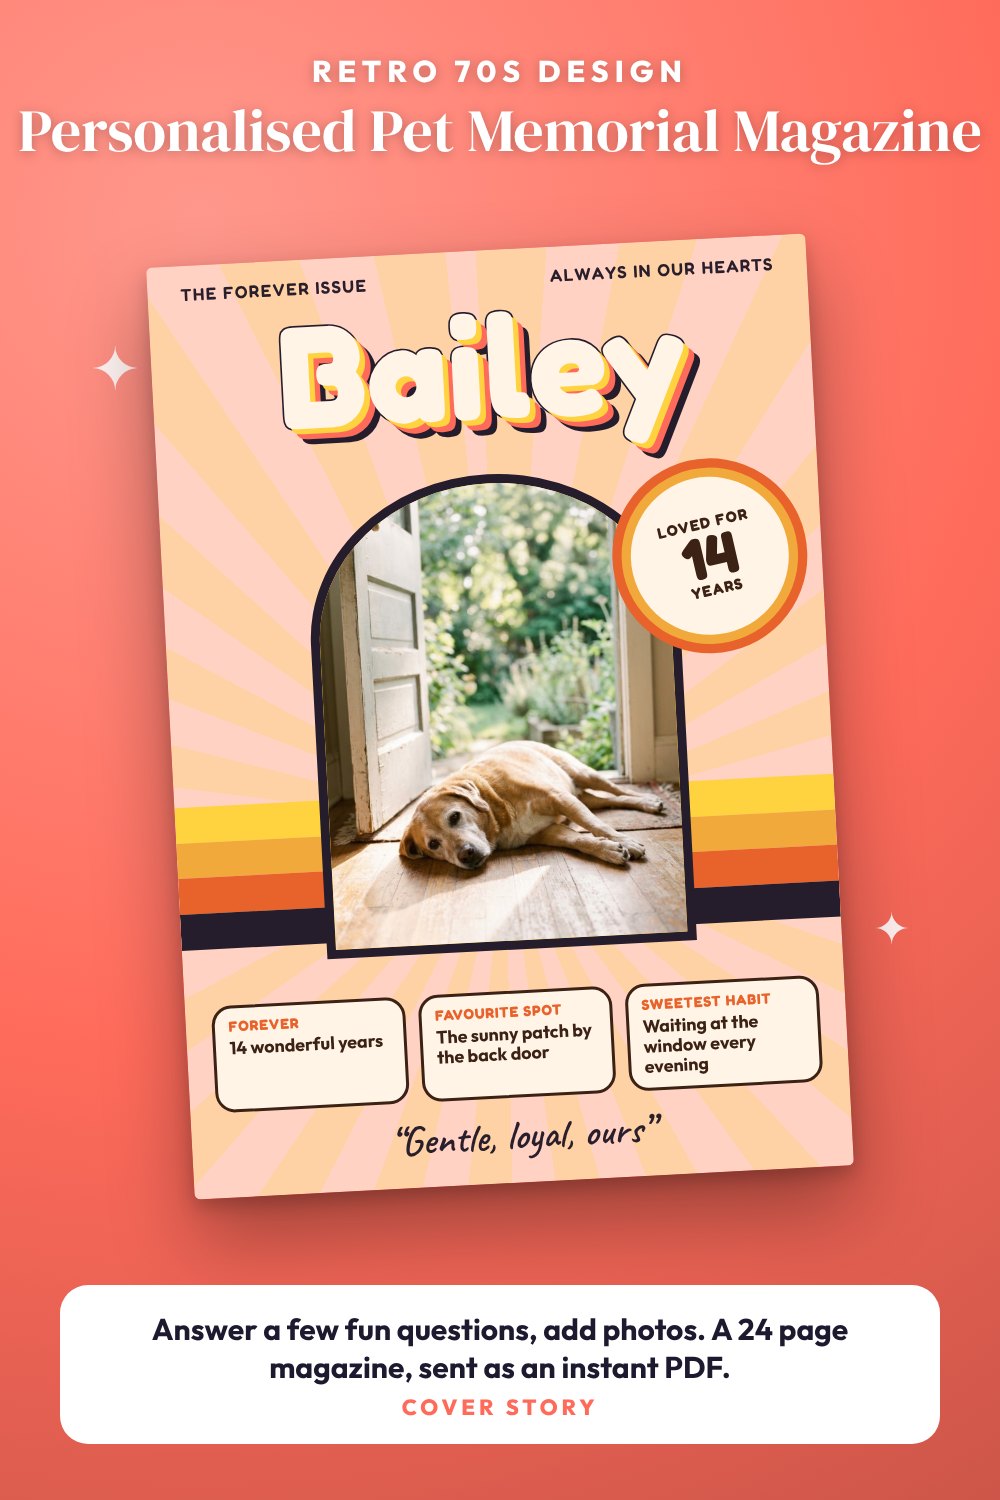 RETRO 70S DESIGN
Personalised Pet Memorial Magazine
THE FOREVER ISSUE
ALWAYS IN OUR HEARTS
Bailey
LOVED FOR
14
YEARS
FOREVER
14 wonderful years
FAVOURITE SPOT
The sunny patch by
the back door
SWEETEST HABIT
Waiting at the
window every
evening
“Gentle, loyal, ours”
Answer a few fun questions, add photos. A 24 page
magazine, sent as an instant PDF.
COVER STORY